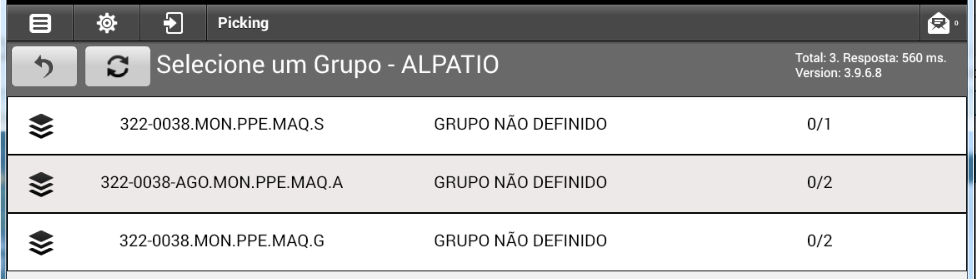 Picking
0
Selecione um Grupo - ALPATIO
Total: 3. Resposta: 560 ms.
Version: 3.9.6.8
322-0038.MON.PPE.MAQ.S GRUPO NÃO DEFINIDO 0/1
322-0038-AGO.MON.PPE.MAQ.A GRUPO NÃO DEFINIDO 0/2
322-0038.MON.PPE.MAQ.G GRUPO NÃO DEFINIDO 0/2